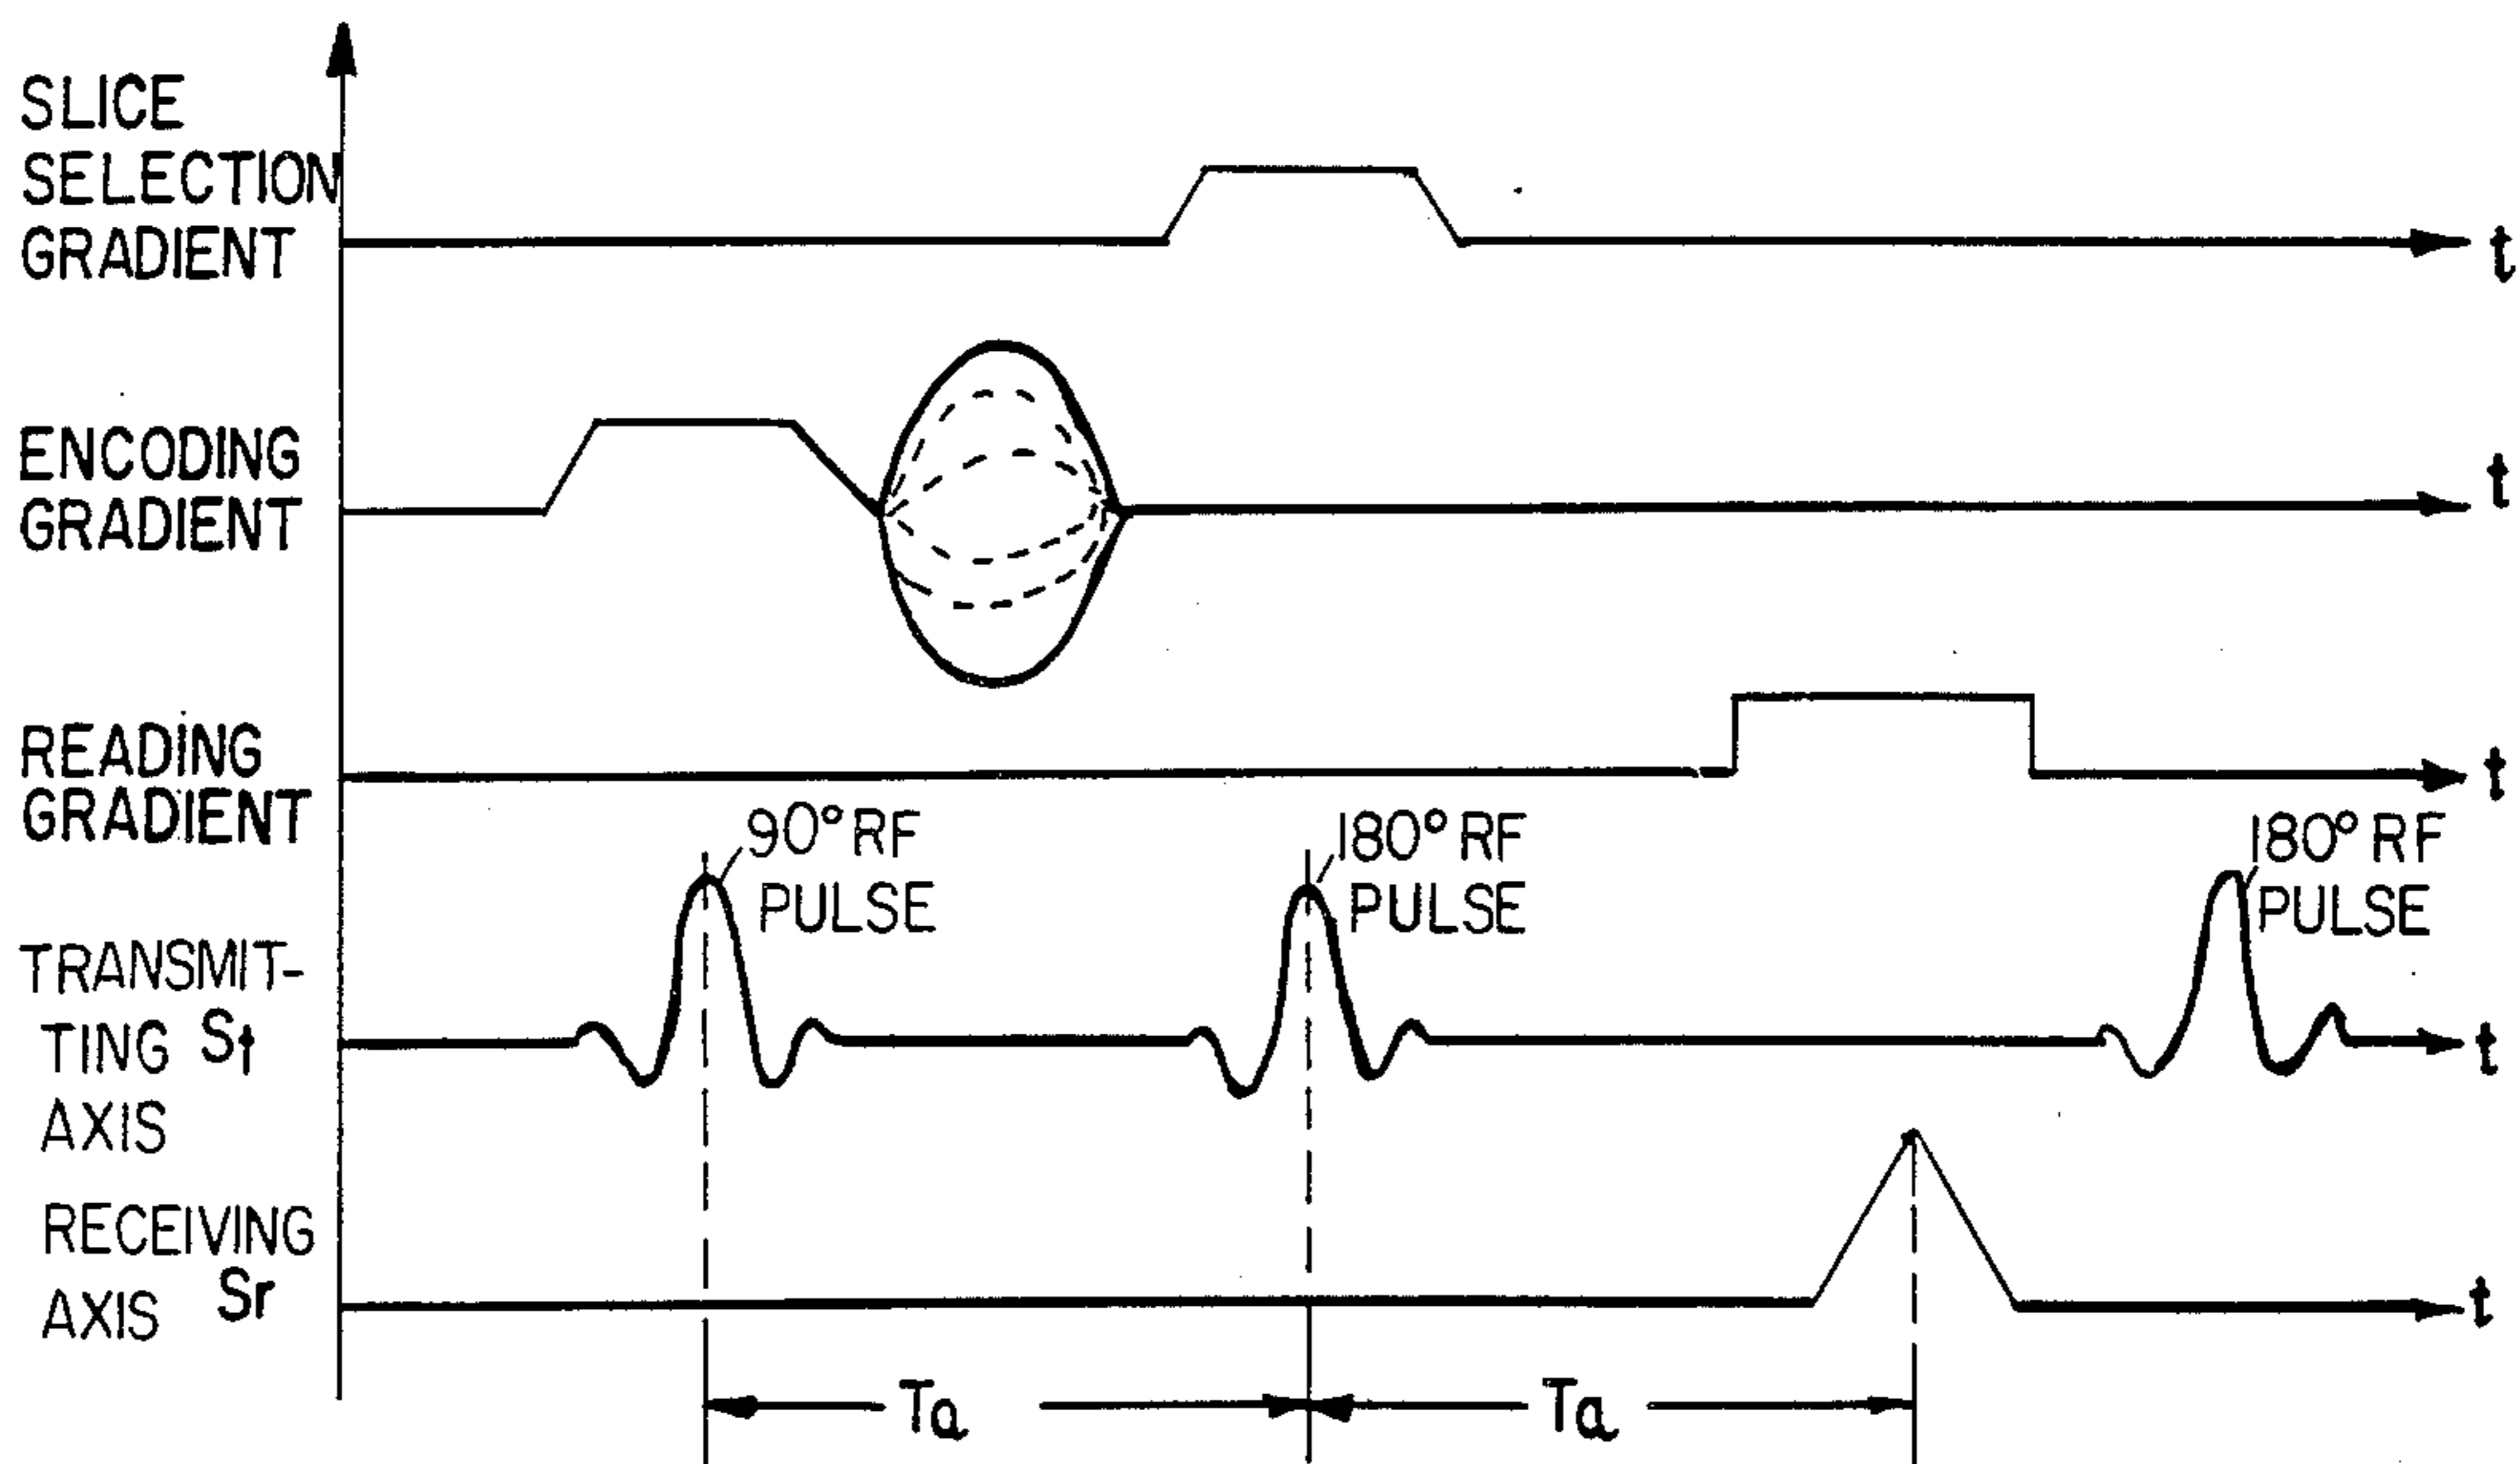 SLICE
SELECTION
GRADIENT
t
ENCODING
GRADIENT
t
READING
GRADIENT
t
90° RF
PULSE
180° RF
PULSE
180° RF
PULSE
TRANSMIT-
TING St
AXIS
t
RECEIVING
AXIS Sr
t
Ta
Ta